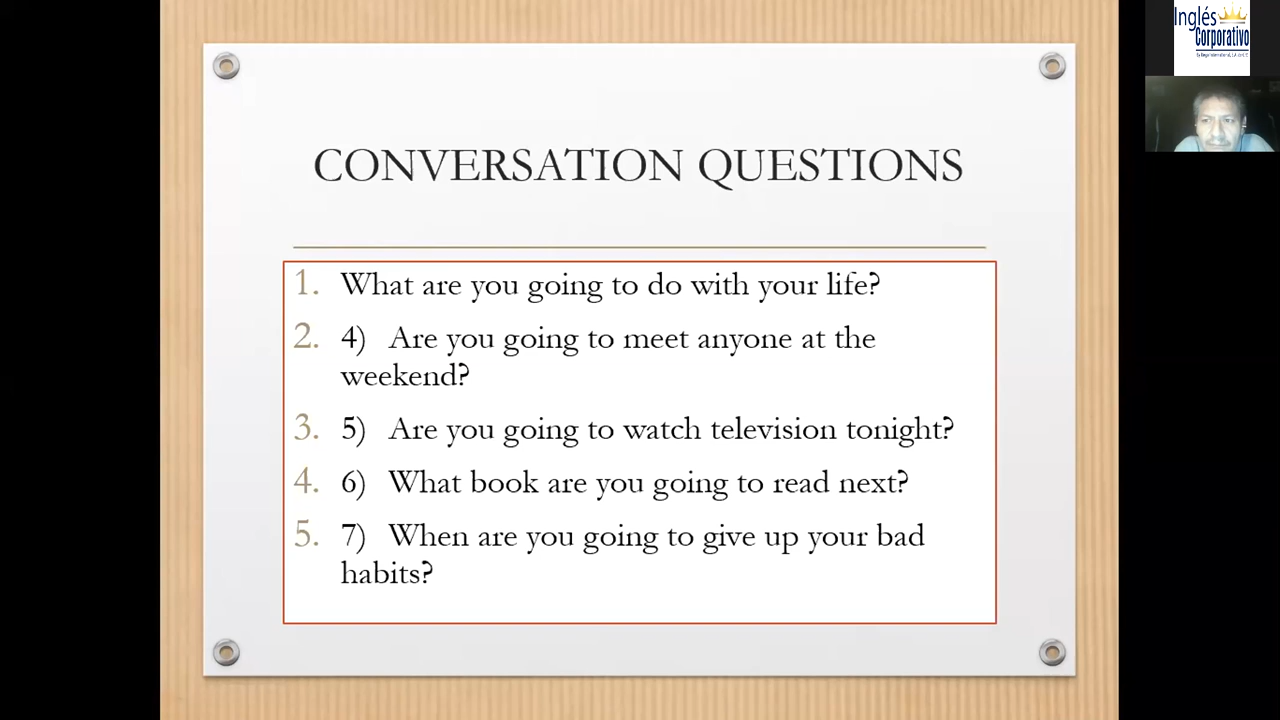 Inglés
Corporativo
CONVERSATION QUESTIONS
1. What are you going to do with your life?
2. 4) Are you going to meet anyone at the
weekend?
3. 5) Are you going to watch television tonight?
4. 6) What book are you going to read next?
5. 7) When are you going to give up your bad
habits?